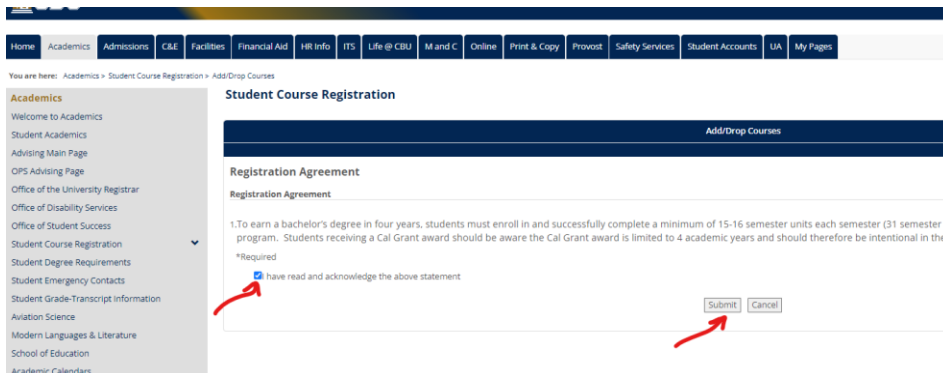 Home Academics Admissions C&E Facilities Financial Aid HR Info ITS Life @ CBU M and C Online Print & Copy Provost Safety Services Student Accounts UA My Pages
You are here: Academics > Student Course Registration > Add/Drop Courses
Academics
Welcome to Academics
Student Academics
Advising Main Page
OPS Advising Page
Office of the University Registrar
Office of Disability Services
Office of Student Success
Student Course Registration
Student Degree Requirements
Student Emergency Contacts
Student Grade-Transcript Information
Aviation Science
Modern Languages & Literature
School of Education
Academic Calendars
Student Course Registration
Add/Drop Courses
Registration Agreement
Registration Agreement
1.To earn a bachelor's degree in four years, students must enroll in and successfully complete a minimum of 15-16 semester units each semester (31 semester
program. Students receiving a Cal Grant award should be aware the Cal Grant award is limited to 4 academic years and should therefore be intentional in the
*Required
I have read and acknowledge the above statement
Submit Cancel